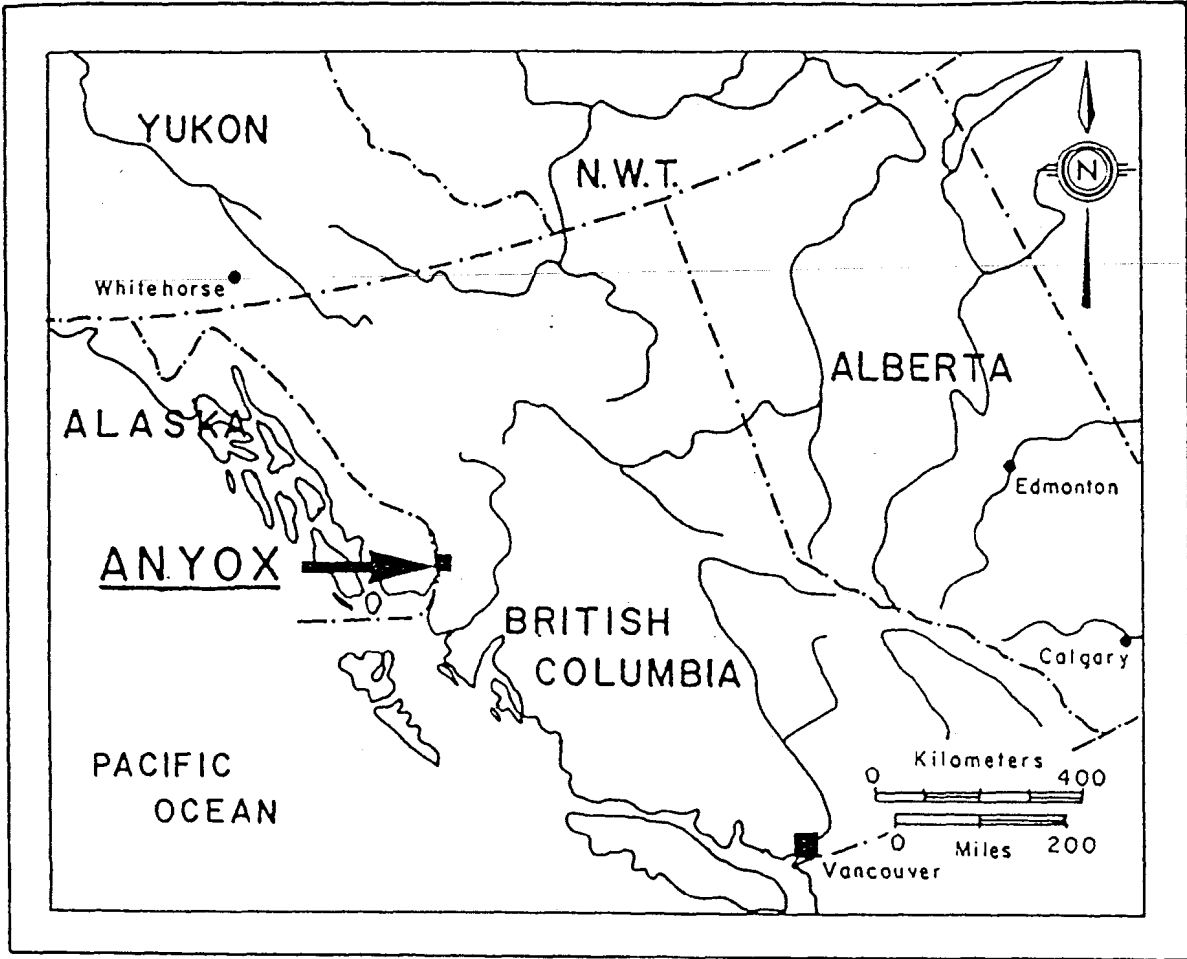 YUKON
N.W.T.
N
Whitehorse
ALBERTA
ALASKA
Edmonton
ANYOX
BRITISH
COLUMBIA
Calgary
PACIFIC
OCEAN
Kilometers
0 400
0 200
Miles
Vancouver